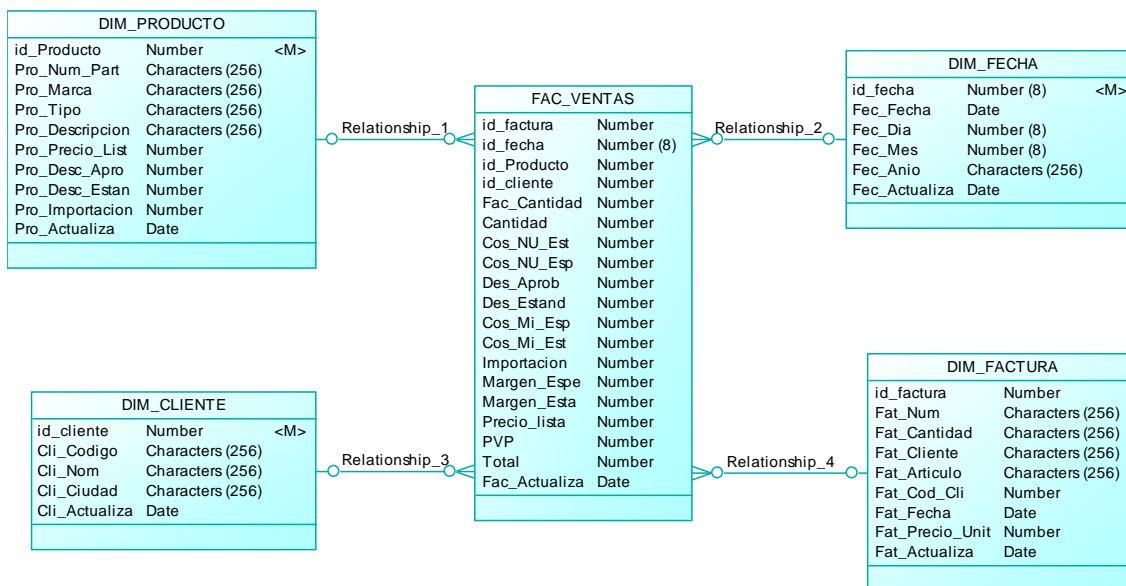 DIM_PRODUCTO
id_Producto Number <M>
Pro_Num_Part Characters (256)
Pro_Marca Characters (256)
Pro_Tipo Characters (256)
Pro_Descripcion Characters (256)
Pro_Precio_List Number
Pro_Desc_Apro Number
Pro_Desc_Estan Number
Pro_Importacion Number
Pro_Actualiza Date
Relationship_1
FAC_VENTAS
id_factura Number
id_fecha Number (8)
id_Producto Number
id_cliente Number
Fac_Cantidad Number
Cantidad Number
Cos_NU_Est Number
Cos_NU_Esp Number
Des_Aprob Number
Des_Estand Number
Cos_Mi_Esp Number
Cos_Mi_Est Number
Importacion Number
Margen_Espe Number
Margen_Esta Number
Precio_lista Number
PVP Number
Total Number
Fac_Actualiza Date
Relationship_2
DIM_FECHA
id_fecha Number (8) <M>
Fec_Fecha Date
Fec_Dia Number (8)
Fec_Mes Number (8)
Fec_Anio Characters (256)
Fec_Actualiza Date
DIM_CLIENTE
id_cliente Number <M>
Cli_Codigo Characters (256)
Cli_Nom Characters (256)
Cli_Ciudad Characters (256)
Cli_Actualiza Date
Relationship_3
Relationship_4
DIM_FACTURA
id_factura Number
Fat_Num Characters (256)
Fat_Cantidad Characters (256)
Fat_Cliente Characters (256)
Fat_Articulo Characters (256)
Fat_Cod_Cli Number
Fat_Fecha Date
Fat_Precio_Unit Number
Fat_Actualiza Date